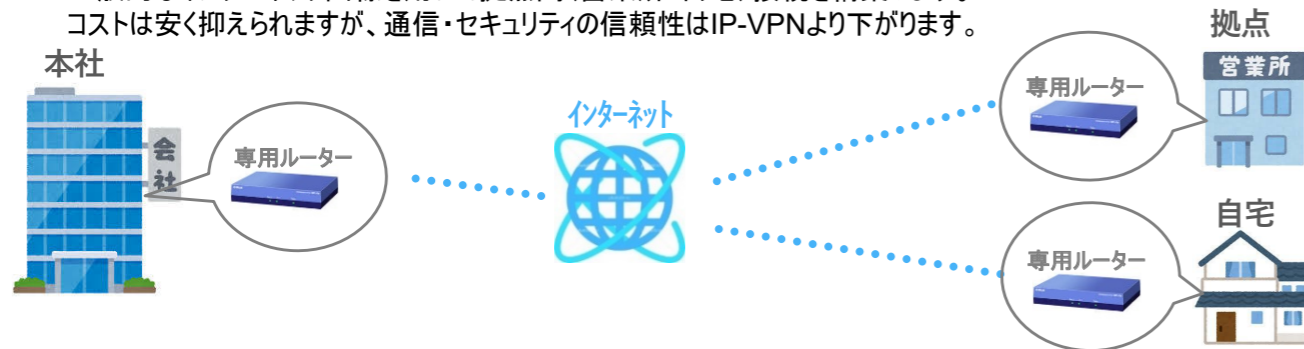 コストは安く抑えられますが、通信・セキュリティの信頼性はIP-VPNより下がります。
本社
会社
専用ルーター
インターネット
専用ルーター
拠点
営業所
専用ルーター
自宅